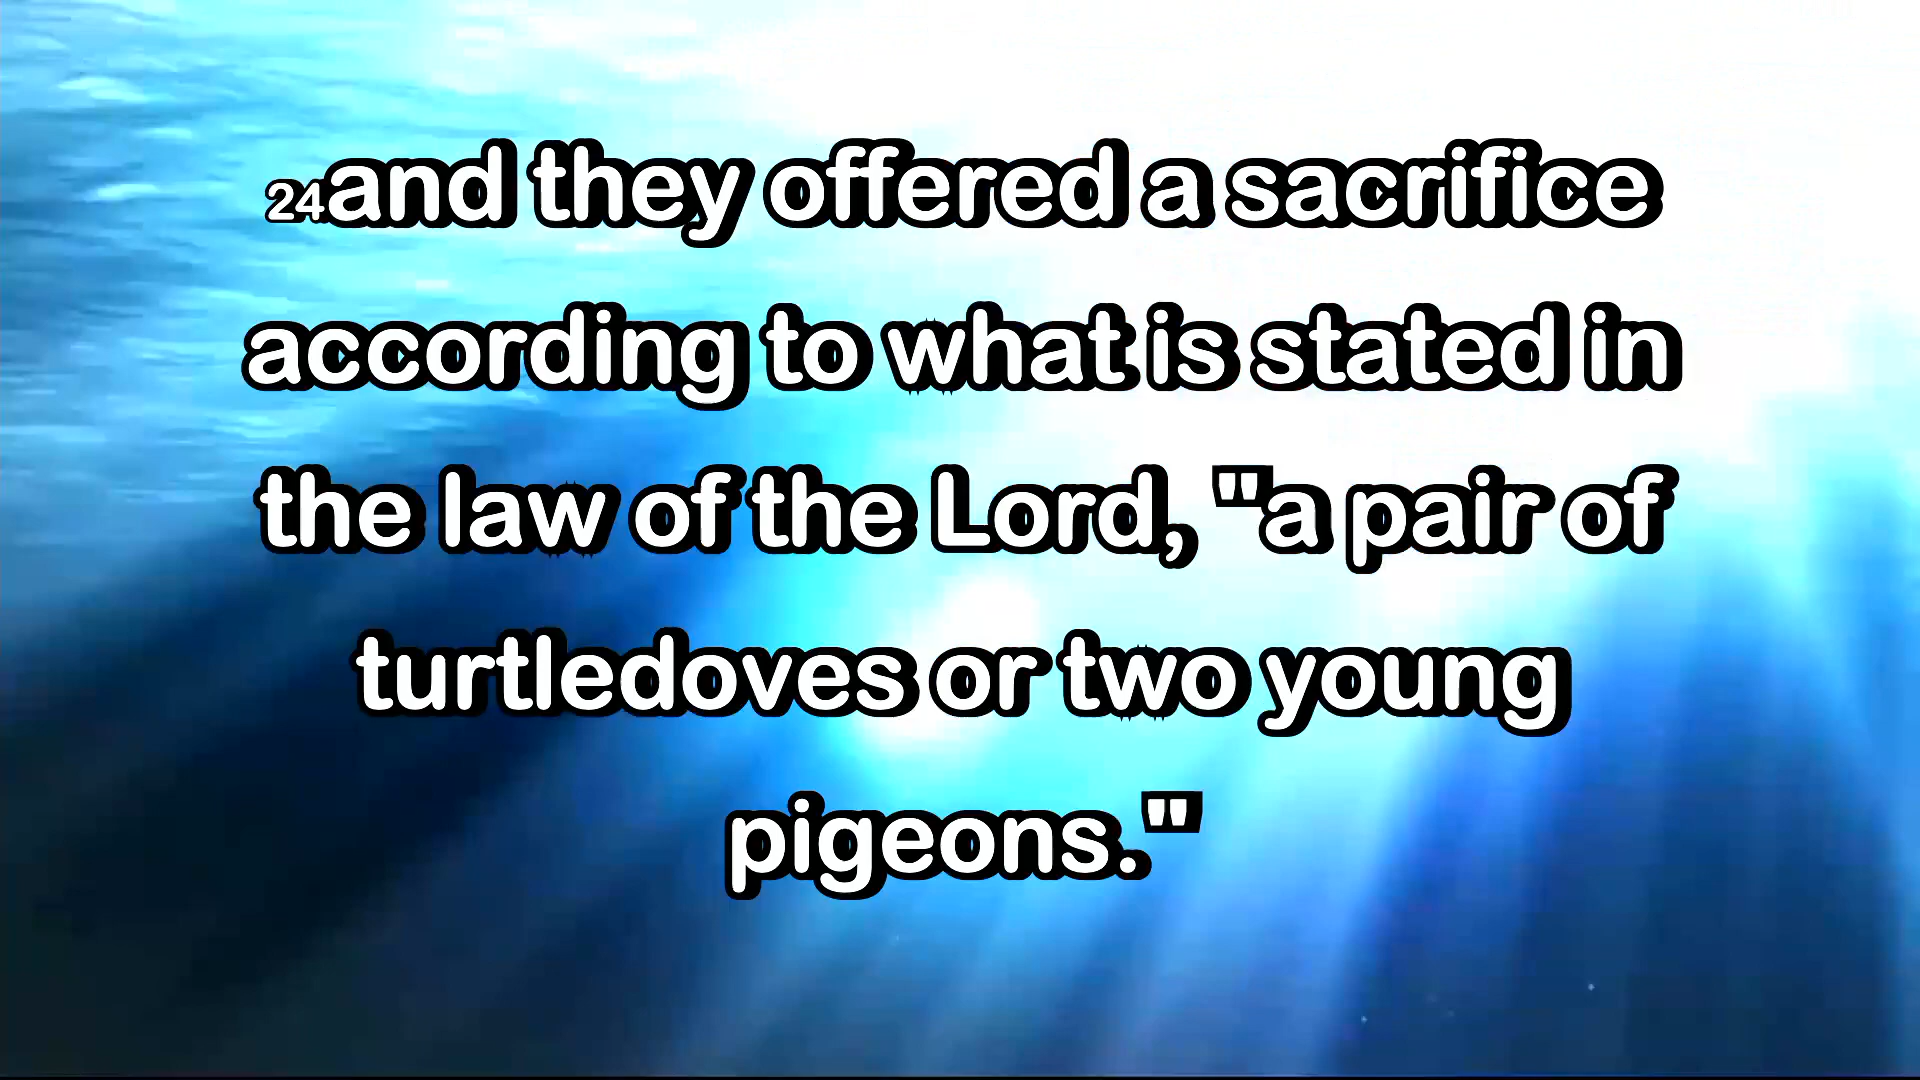 24and they offered a sacrifice
according to what is stated in
the law of the Lord, "a pair of
turtledoves or two young
pigeons."